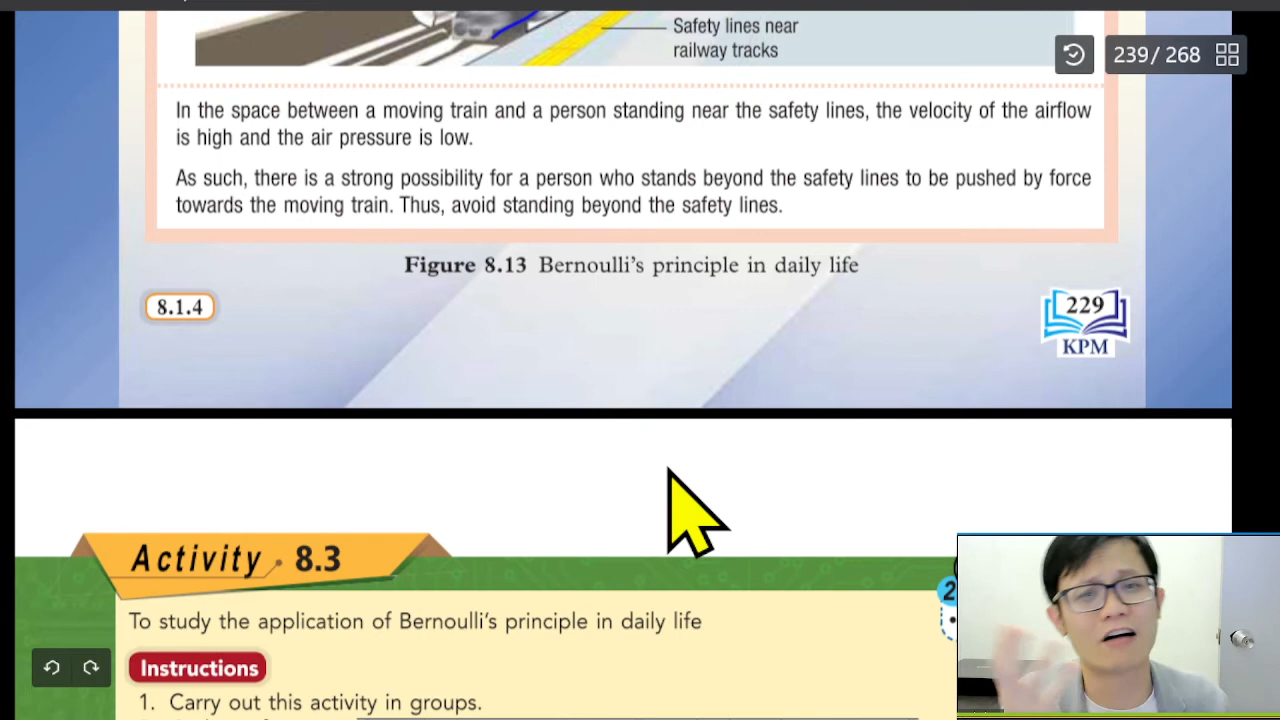 Safety lines near
railway tracks
239/ 268
In the space between a moving train and a person standing near the safety lines, the velocity of the airflow
is high and the air pressure is low.
As such, there is a strong possibility for a person who stands beyond the safety lines to be pushed by force
towards the moving train. Thus, avoid standing beyond the safety lines.
Figure 8.13 Bernoulli's principle in daily life
8.1.4
229
KPM
Activity 8.3
2
To study the application of Bernoulli's principle in daily life
Instructions
1. Carry out this activity in groups.